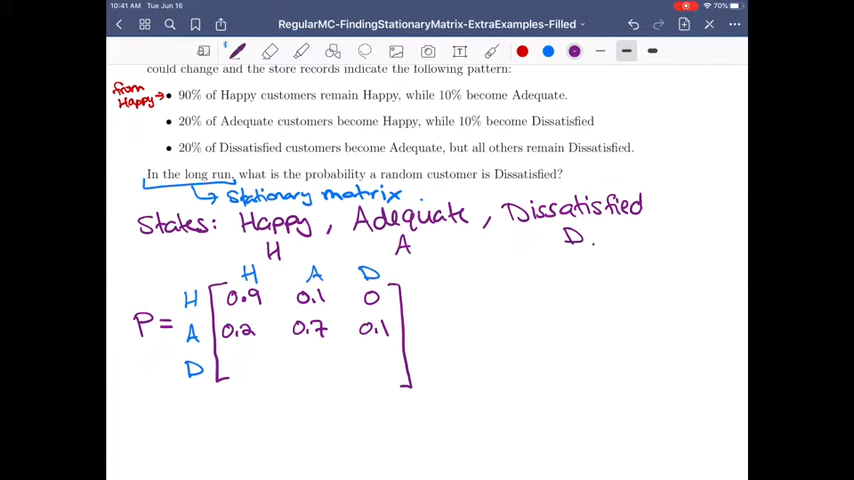 10:41 AM Tue Jun 16
70%
RegularMC-FindingStationaryMatrix-ExtraExamples-Filled
could change and the store records indicate the following pattern:
from Happy → • 90% of Happy customers remain Happy, while 10% become Adequate.
• 20% of Adequate customers become Happy, while 10% become Dissatisfied
• 20% of Dissatisfied customers become Adequate, but all others remain Dissatisfied.
In the long run, what is the probability a random customer is Dissatisfied?
↳ Stationary matrix
States: Happy, Adequate, Dissatisfied
H A D.
H A D
H 0.9 0.1 0
P = A 0.2 0.7 0.1
D